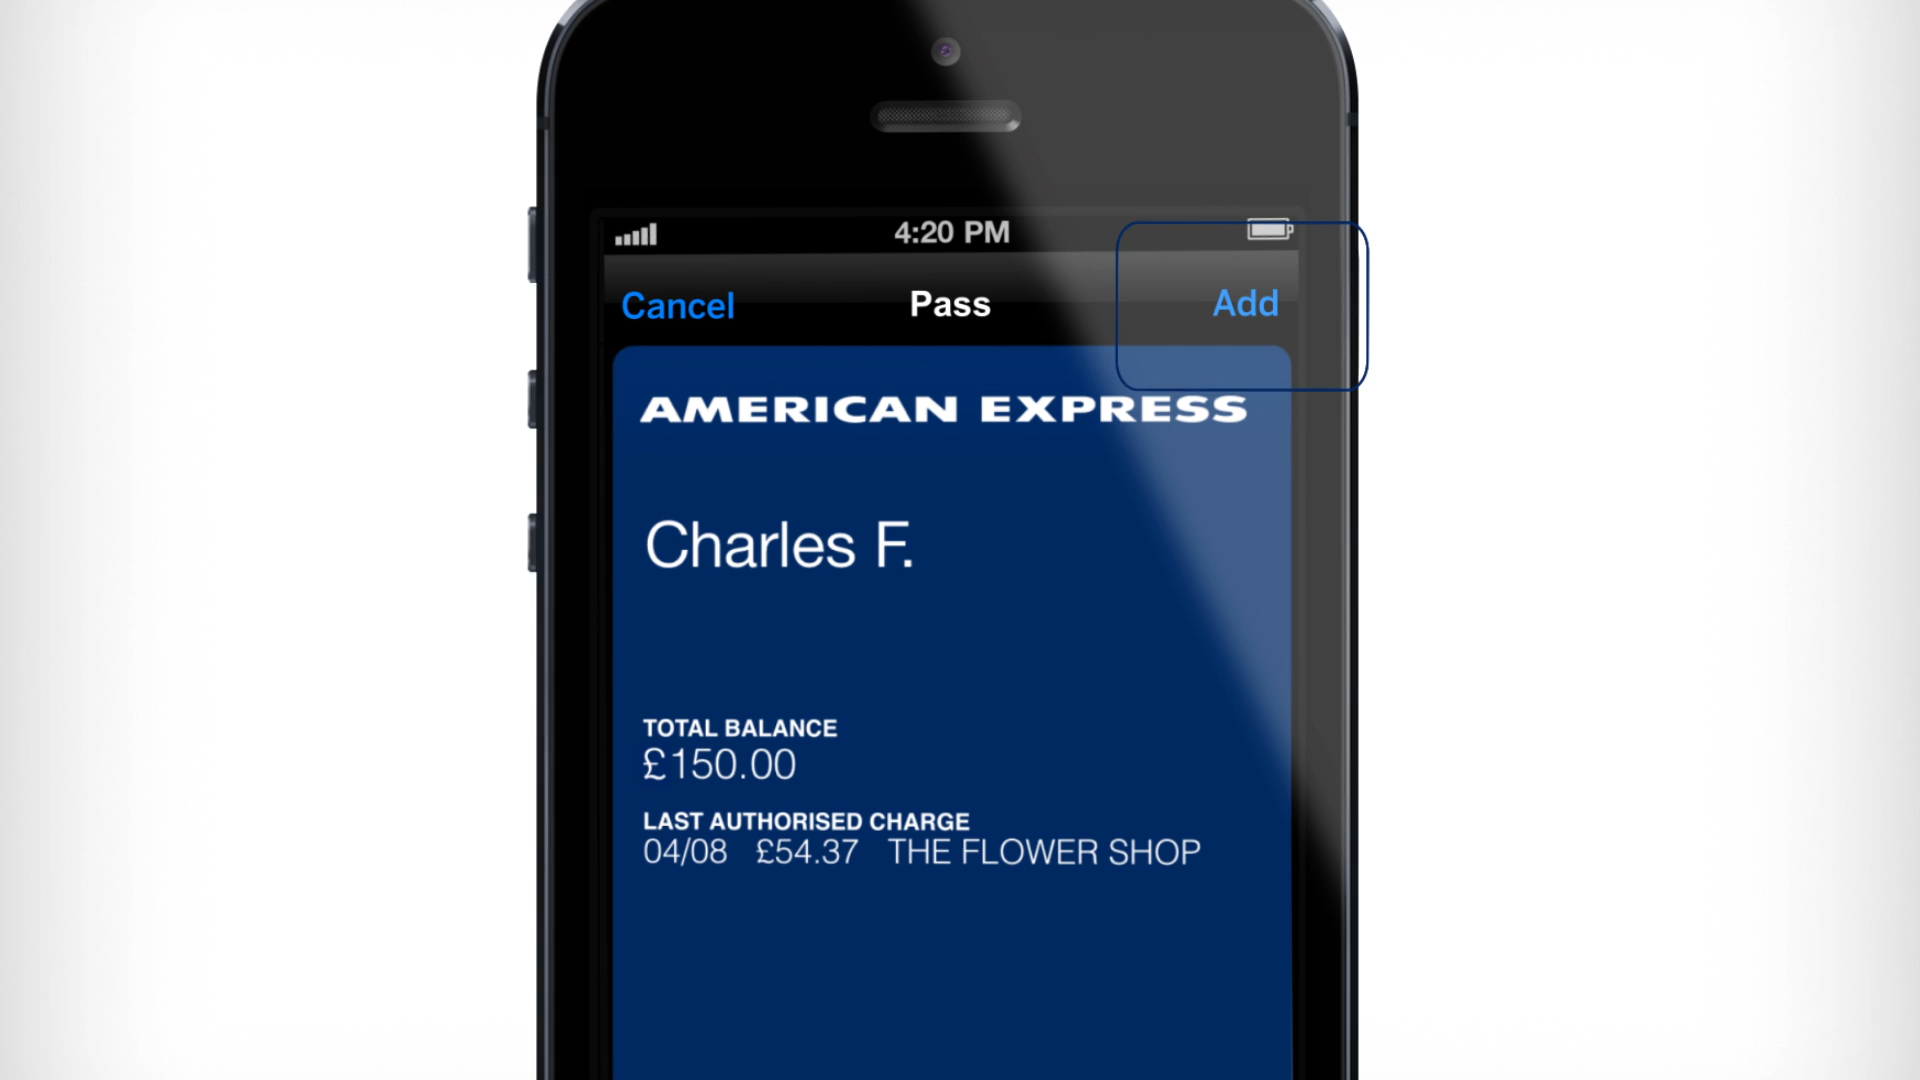 4:20 PM
Cancel Pass Add
AMERICAN EXPRESS
Charles F.
TOTAL BALANCE
£150.00
LAST AUTHORISED CHARGE
04/08 £54.37 THE FLOWER SHOP